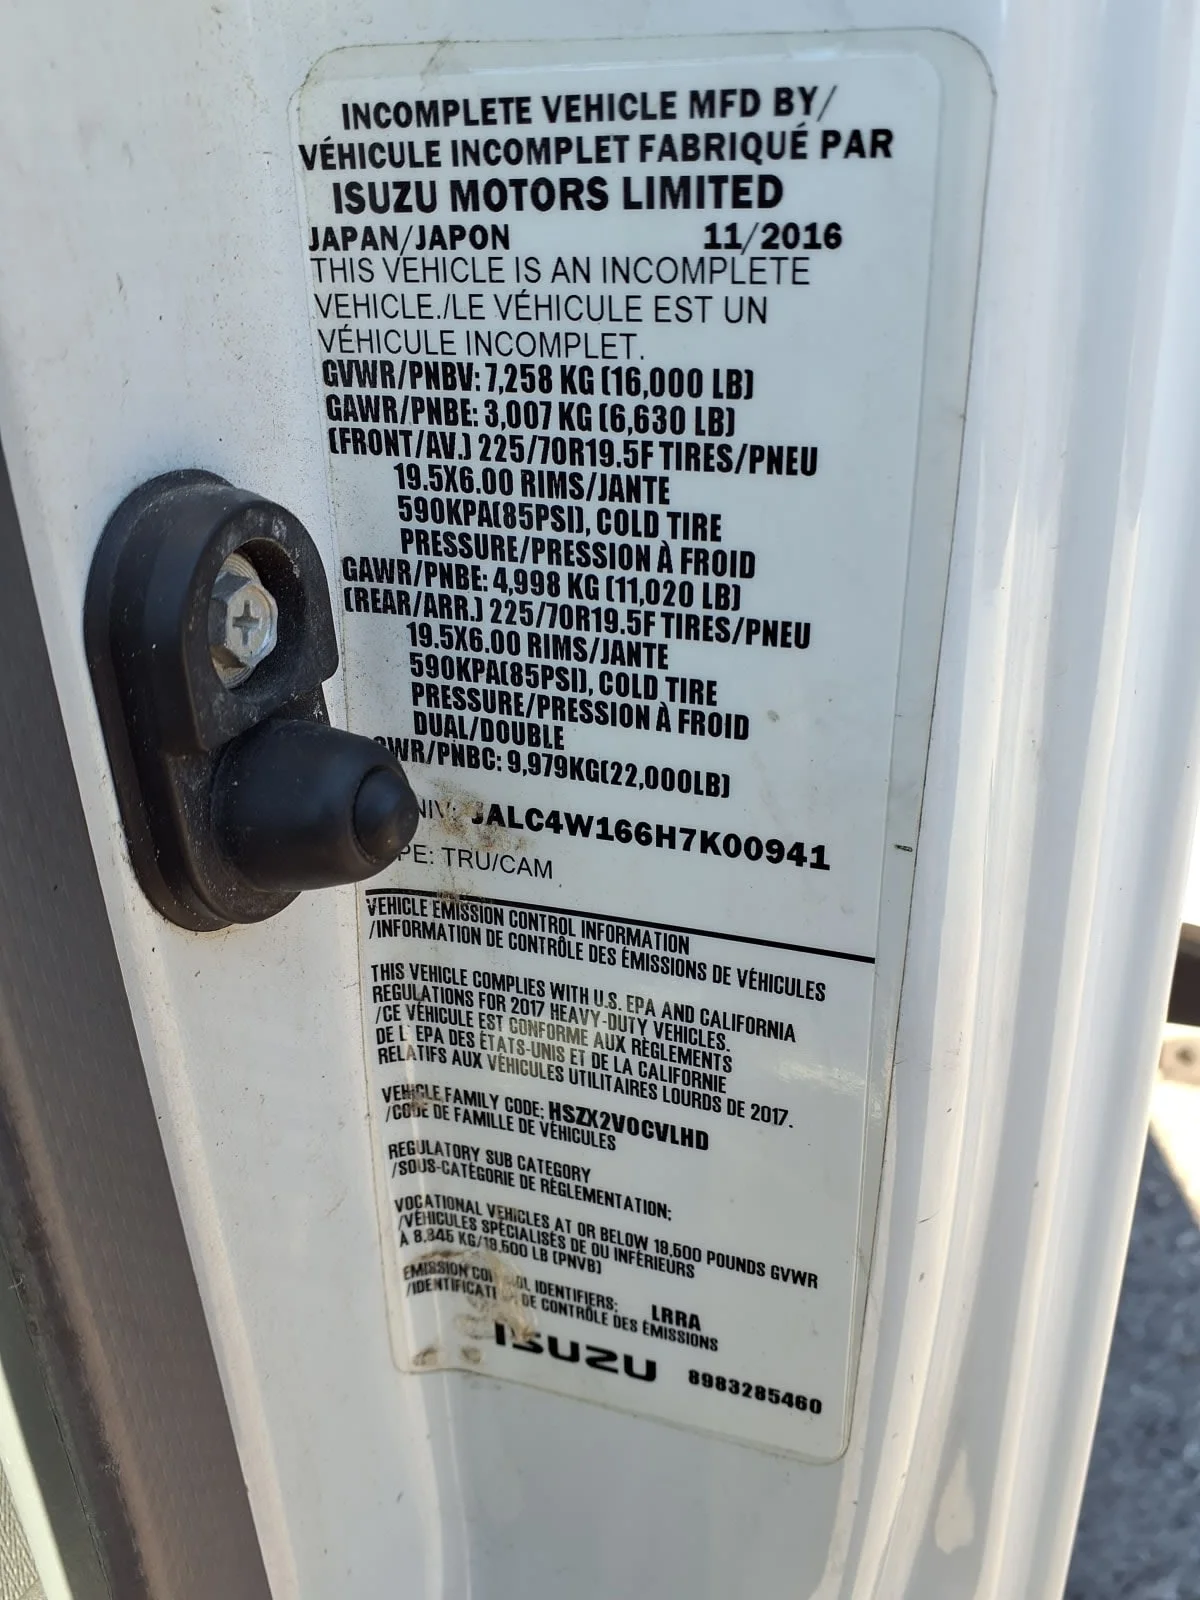 INCOMPLETE VEHICLE MFD BY/
VÉHICULE INCOMPLET FABRIQUÉ PAR
ISUZU MOTORS LIMITED
JAPAN/JAPON 11/2016
THIS VEHICLE IS AN INCOMPLETE
VEHICLE./LE VÉHICULE EST UN
VÉHICULE INCOMPLET.
GVWR/PNBV: 7,258 KG (16,000 LB)
GAWR/PNBE: 3,007 KG (6,630 LB)
(FRONT/AV.) 225/70R19.5F TIRES/PNEU
19.5X6.00 RIMS/JANTE
590KPA(85PSI), COLD TIRE
PRESSURE/PRESSION À FROID
GAWR/PNBE: 4,998 KG (11,020 LB)
(REAR/ARR.) 225/70R19.5F TIRES/PNEU
19.5X6.00 RIMS/JANTE
590KPA(85PSI), COLD TIRE
PRESSURE/PRESSION À FROID
DUAL/DOUBLE
WR/PNBC: 9,979KG(22,000LB)
NIV: JALC4W166H7K00941
PE: TRU/CAM
VEHICLE EMISSION CONTROL INFORMATION
/INFORMATION DE CONTRÔLE DES ÉMISSIONS DE VÉHICULES
THIS VEHICLE COMPLIES WITH U.S. EPA AND CALIFORNIA
REGULATIONS FOR 2017 HEAVY-DUTY VEHICLES.
/CE VÉHICULE EST CONFORME AUX RÈGLEMENTS
DE L' EPA DES ÉTATS-UNIS ET DE LA CALIFORNIE
RELATIFS AUX VÉHICULES UTILITAIRES LOURDS DE 2017.
VEHICLE FAMILY CODE: HSZX2VOCVLHD
/CODE DE FAMILLE DE VÉHICULES
REGULATORY SUB CATEGORY
/SOUS-CATÉGORIE DE RÈGLEMENTATION:
VOCATIONAL VEHICLES AT OR BELOW 19,500 POUNDS GVWR
/VÉHICULES SPÉCIALISÉS DE OU INFÉRIEURS
À 8,845 KG/19,500 LB (PNVB)
EMISSION CONTROL IDENTIFIERS: LRRA
/IDENTIFICATI DE CONTRÔLE DES ÉMISSIONS
ISUZU 8983285460